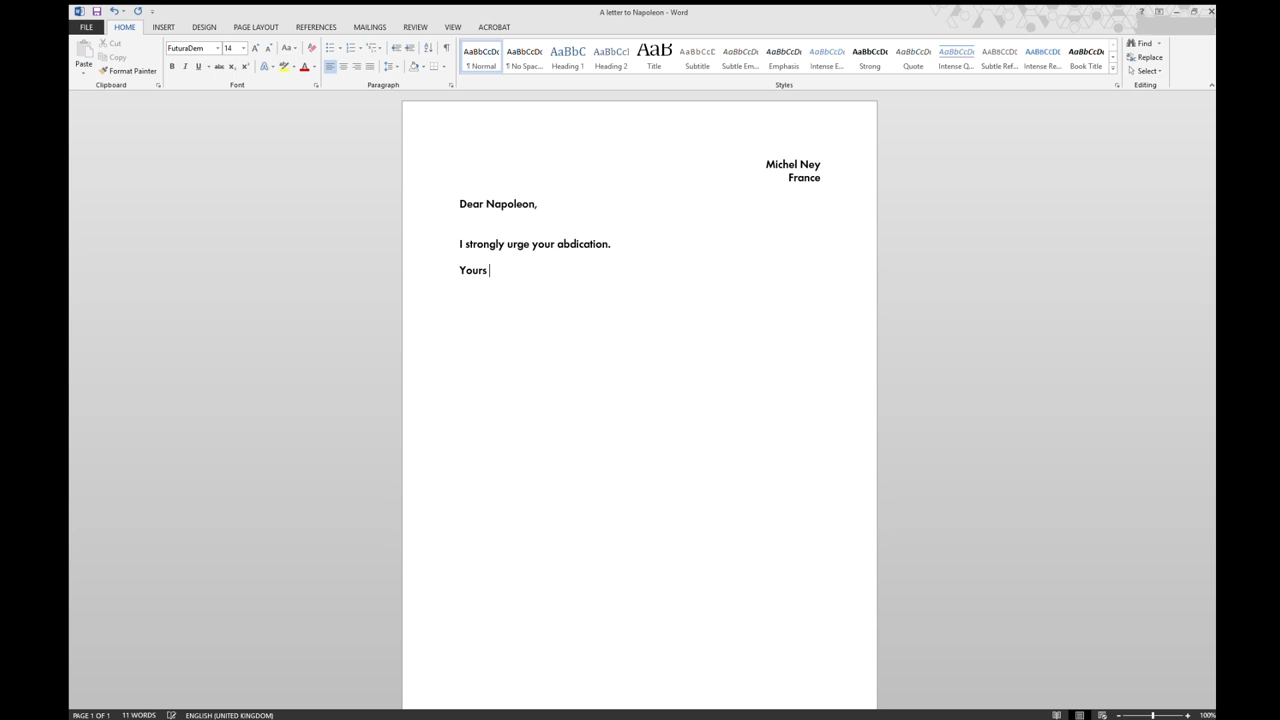 A letter to Napoleon - Word
FILE HOME INSERT DESIGN PAGE LAYOUT REFERENCES MAILINGS REVIEW VIEW ACROBAT
Cut
Copy
Format Painter
Paste
Clipboard
FuturaDem 14
Font
Paragraph
AaBbCcDc AaBbCcDc AaBbC AaBbCcI AaB AaBbCcD AaBbCcDc AaBbCcDc AaBbCcDc AaBbCcDc AaBbCcDc AaBbCcDc AaBbCcDc AaBbCcDc AaBbCcDc
¶ Normal ¶ No Spac... Heading 1 Heading 2 Title Subtitle Subtle Em... Emphasis Intense E... Strong Quote Intense Q... Subtle Ref... Intense Re... Book Title
Styles
Find
Replace
Select
Editing
Michel Ney
France
Dear Napoleon,
I strongly urge your abdication.
Yours
PAGE 1 OF 1 11 WORDS ENGLISH (UNITED KINGDOM) 100%